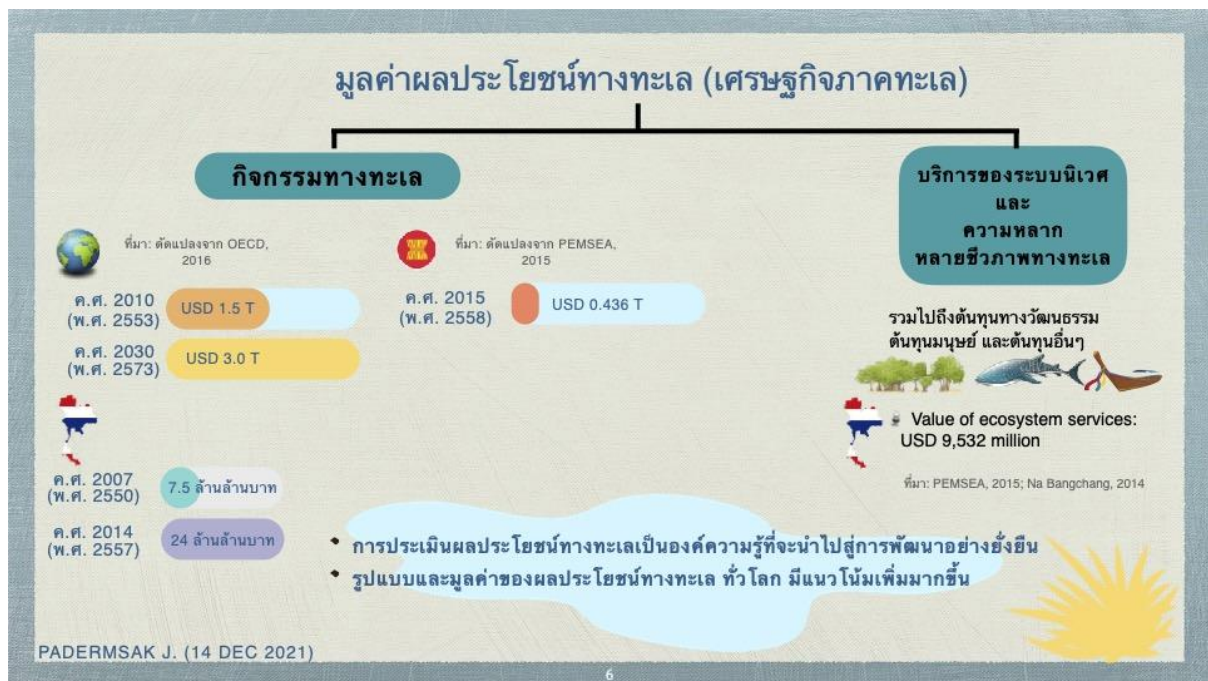 มูลค่าผลประโยชน์ทางทะเล (เศรษฐกิจภาคทะเล)
กิจกรรมทางทะเล
ที่มา: ดัดแปลงจาก OECD,
2016
ค.ศ. 2010
(พ.ศ. 2553)
USD 1.5 T
ค.ศ. 2030
(พ.ศ. 2573)
USD 3.0 T
ที่มา: ดัดแปลงจาก PEMSEA,
2015
ค.ศ. 2015
(พ.ศ. 2558)
USD 0.436 T
ค.ศ. 2007
(พ.ศ. 2550)
7.5 ล้านล้านบาท
ค.ศ. 2014
(พ.ศ. 2557)
24 ล้านล้านบาท
บริการของระบบนิเวศ
และ
ความหลาก
หลายชีวภาพทางทะเล
รวมไปถึงต้นทุนทางวัฒนธรรม
ต้นทุนมนุษย์ และต้นทุนอื่นๆ
Value of ecosystem services:
USD 9,532 million
ที่มา: PEMSEA, 2015; Na Bangchang, 2014
• การประเมินผลประโยชน์ทางทะเลเป็นองค์ความรู้ที่จะนำไปสู่การพัฒนาอย่างยั่งยืน
• รูปแบบและมูลค่าของผลประโยชน์ทางทะเล ทั่วโลก มีแนวโน้มเพิ่มมากขึ้น
PADERMSAK J. (14 DEC 2021)
6